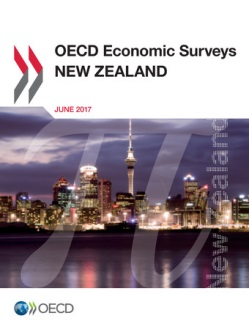 OECD Economic Surveys
NEW ZEALAND
JUNE 2017
New Zealand
OECD